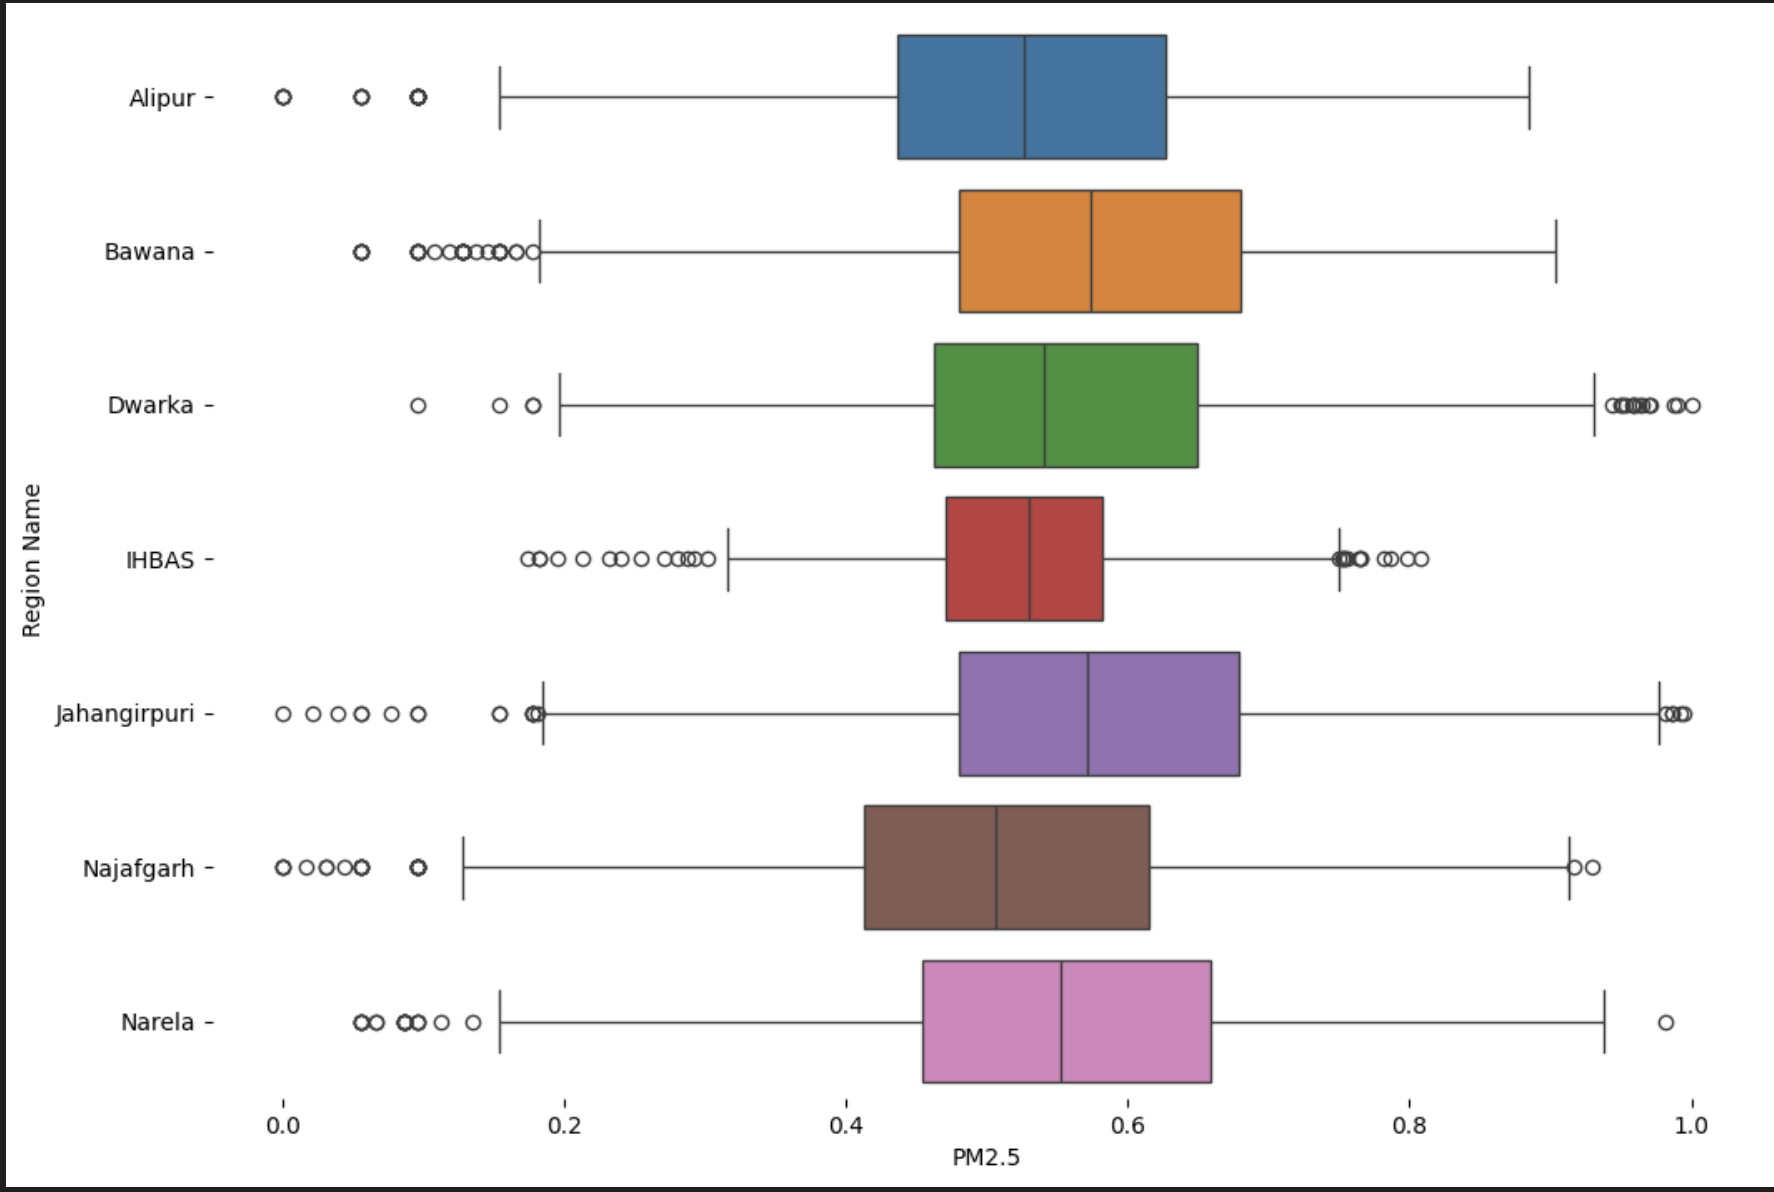 Alipur
Bawana
Dwarka
IHBAS
Jahangirpuri
Najafgarh
Narela
Region Name
0.0 0.2 0.4 0.6 0.8 1.0
PM2.5